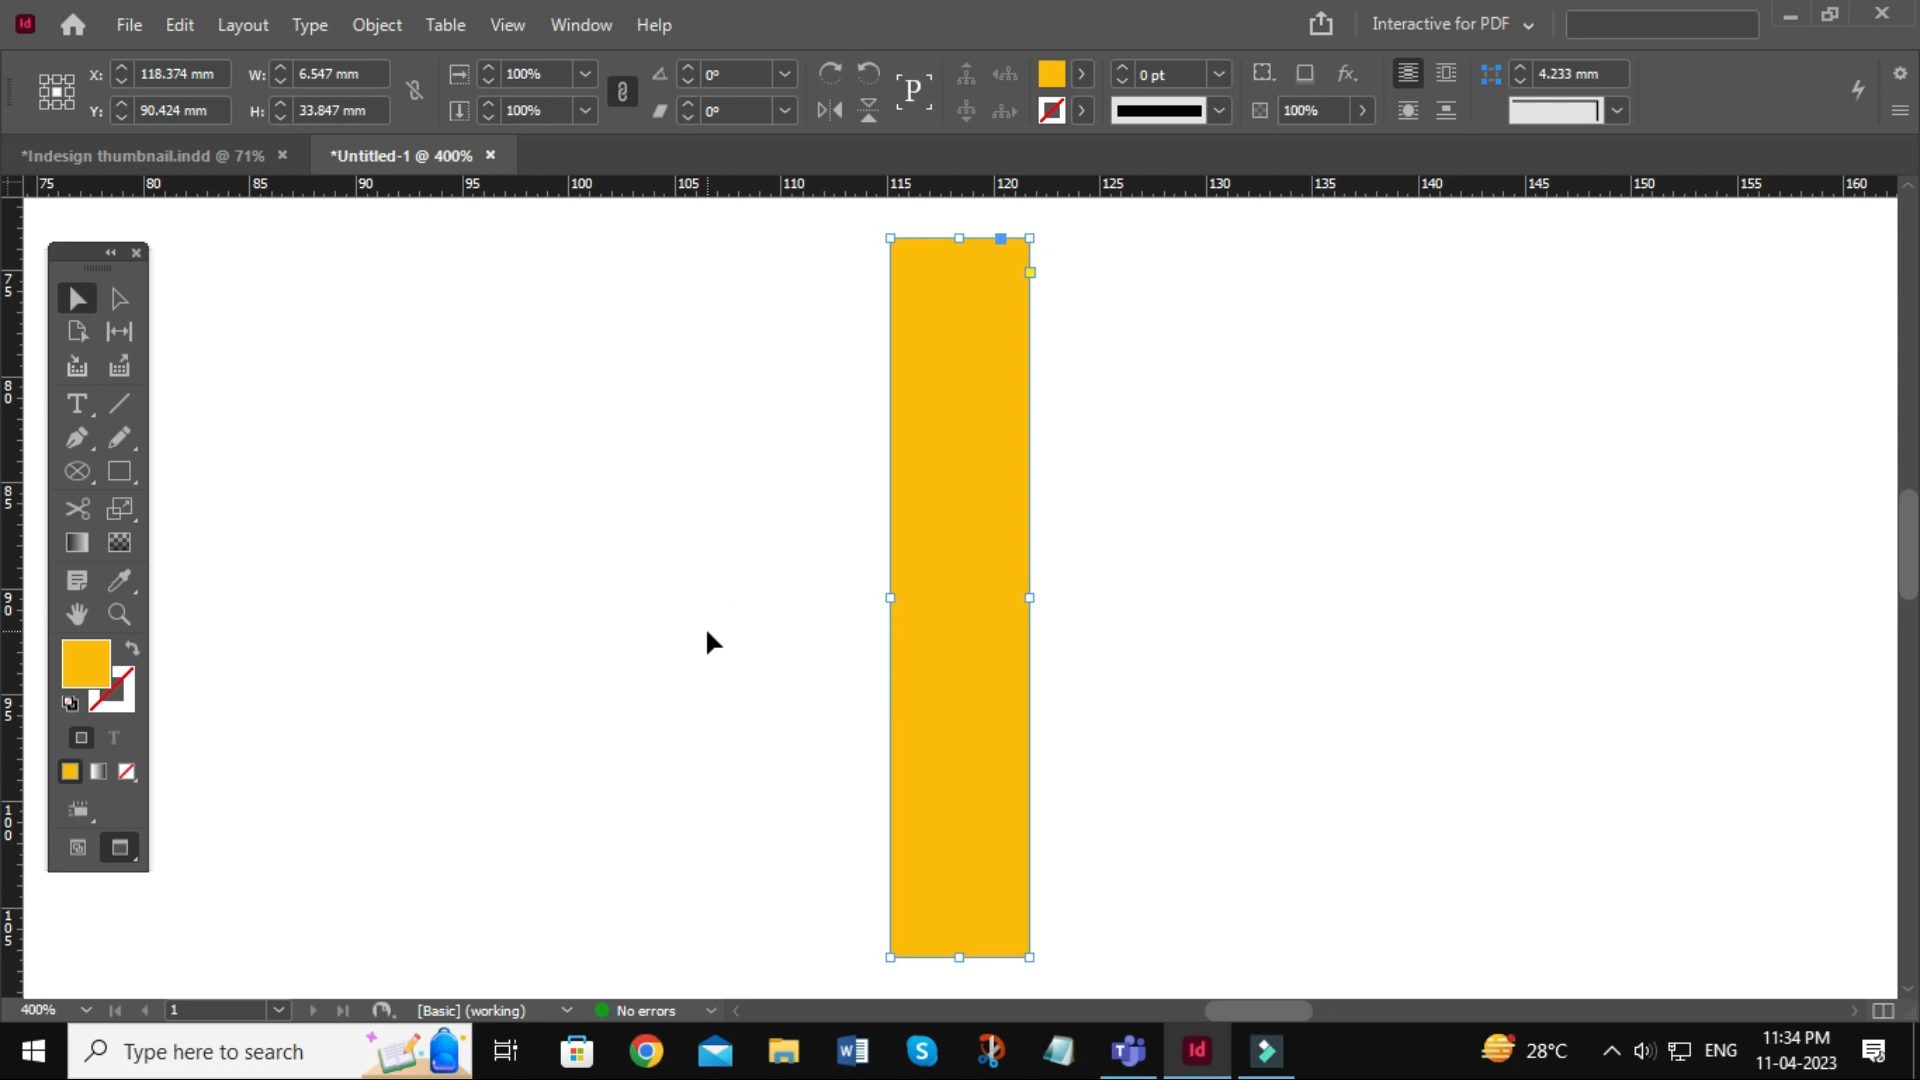 Id File Edit Layout Type Object Table View Window Help Interactive for PDF
X: 118.374 mm W: 6.547 mm 100% 0° P 0 pt fx. 4.233 mm
Y: 90.424 mm H: 33.847 mm 100% 0° 100%
*Indesign thumbnail.indd @ 71% × *Untitled-1 @ 400% ×
75 80 85 90 95 100 105 110 115 120 125 130 135 140 145 150 155 160
75
80
85
90
95
100
105
T
T
400% 1 [Basic] (working) No errors
Type here to search Id 28°C ENG 11:34 PM
11-04-2023